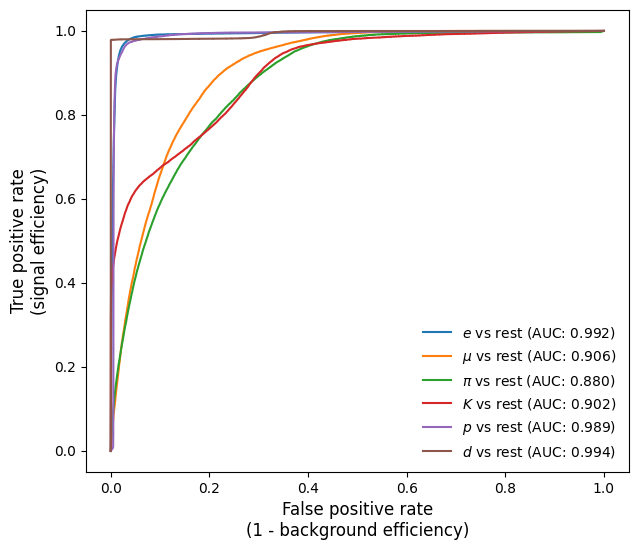 1.0
0.8
0.6
0.4
0.2
0.0
True positive rate
(signal efficiency)
e vs rest (AUC: 0.992)
μ vs rest (AUC: 0.906)
π vs rest (AUC: 0.880)
K vs rest (AUC: 0.902)
p vs rest (AUC: 0.989)
d vs rest (AUC: 0.994)
0.0 0.2 0.4 0.6 0.8 1.0
False positive rate
(1 - background efficiency)